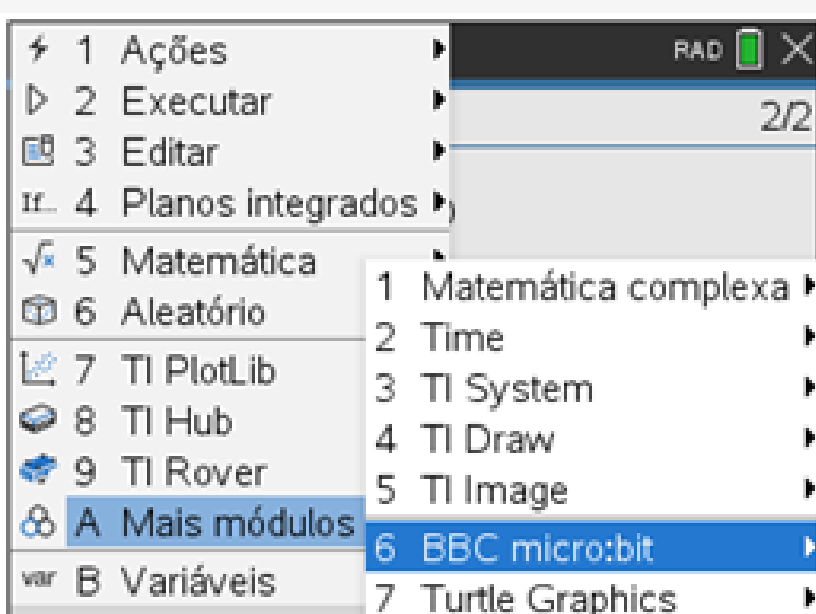 1 Ações
RAD
2 Executar
2/2
3 Editar
If... 4 Planos integrados
√x 5 Matemática
6 Aleatório
7 TI PlotLib
8 TI Hub
9 TI Rover
A Mais módulos
var B Variáveis
1 Matemática complexa
2 Time
3 TI System
4 TI Draw
5 TI Image
6 BBC micro:bit
7 Turtle Graphics